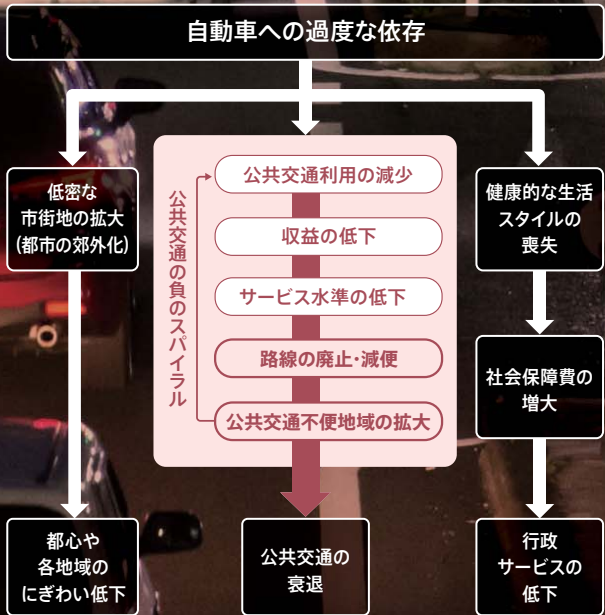 自動車への過度な依存
低密な
市街地の拡大
(都市の郊外化)
公共交通の負のスパイラル
公共交通利用の減少
収益の低下
サービス水準の低下
路線の廃止・減便
公共交通不便地域の拡大
健康的な生活
スタイルの
喪失
社会保障費の
増大
都心や
各地域の
にぎわい低下
公共交通の
衰退
行政
サービスの
低下